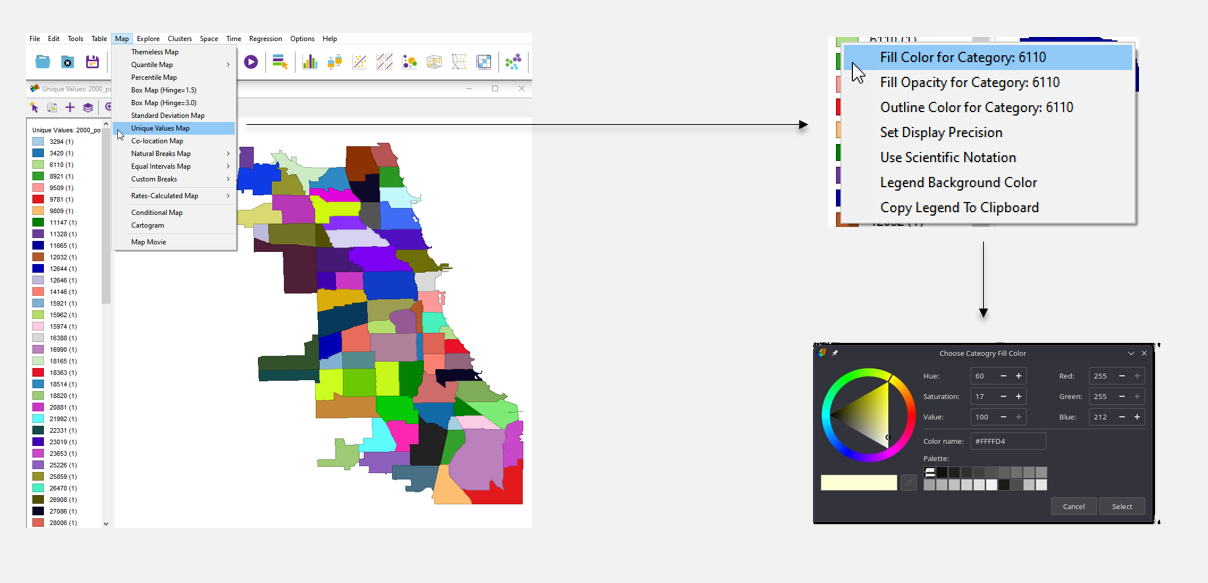 File Edit Tools Table Map Explore Clusters Space Time Regression Options Help
Themeless Map
Quantile Map
Percentile Map
Box Map (Hinge=1.5)
Box Map (Hinge=3.0)
Standard Deviation Map
Unique Values Map
Co-location Map
Natural Breaks Map
Equal Intervals Map
Custom Breaks
Rates-Calculated Map
Conditional Map
Cartogram
Map Movie
Unique Values: 2000_po
Unique Values: 2000_po
3294 (1)
3420 (1)
6110 (1)
8921 (1)
9509 (1)
9781 (1)
9809 (1)
11147 (1)
11328 (1)
11665 (1)
12032 (1)
12644 (1)
12646 (1)
14146 (1)
15921 (1)
15962 (1)
15974 (1)
16388 (1)
16990 (1)
18165 (1)
18363 (1)
18514 (1)
18820 (1)
20881 (1)
21992 (1)
22331 (1)
23019 (1)
23653 (1)
25226 (1)
25859 (1)
26470 (1)
26908 (1)
27086 (1)
28006 (1)
Fill Color for Category: 6110
Fill Opacity for Category: 6110
Outline Color for Category: 6110
Set Display Precision
Use Scientific Notation
Legend Background Color
Copy Legend To Clipboard
Choose Cateogry Fill Color
Hue: 60 − + Red: 255 − +
Saturation: 17 − + Green: 255 − +
Value: 100 − + Blue: 212 − +
Color name: #FFFFD4
Palette:
Cancel Select